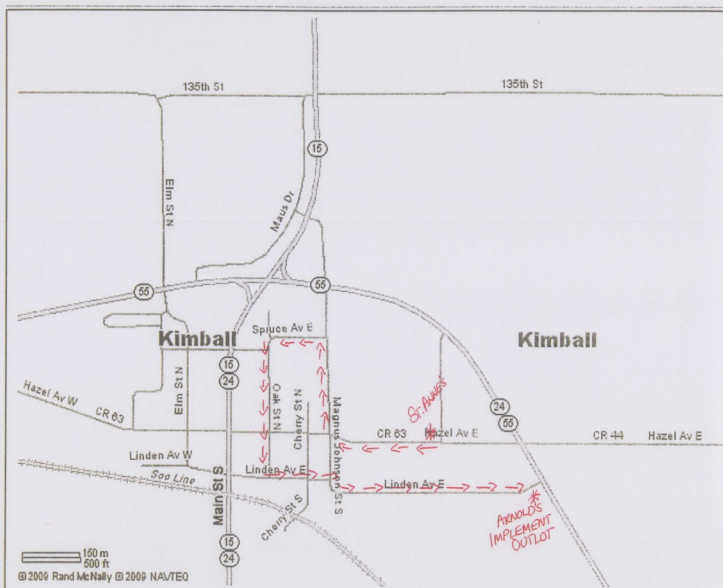 135th St
135th St
15
Elm St N
Maus Dr
55
55
Spruce Av E
Kimball
Kimball
15
24
Oak St N
Cherry St N
Elm St N
Magnus Johnson St S
St. Anne's
24
55
Hazel Av W
CR 63
CR 63
Hazel Av E
CR 44
Hazel Av E
Linden Av W
Linden Av E
Soo Line
Linden Av E
Main St S
Cherry St S
ARNOLD'S
IMPLEMENT
OUTLOT
15
24
150 m
500 ft
© 2009 Rand McNally © 2009 NAVTEQ